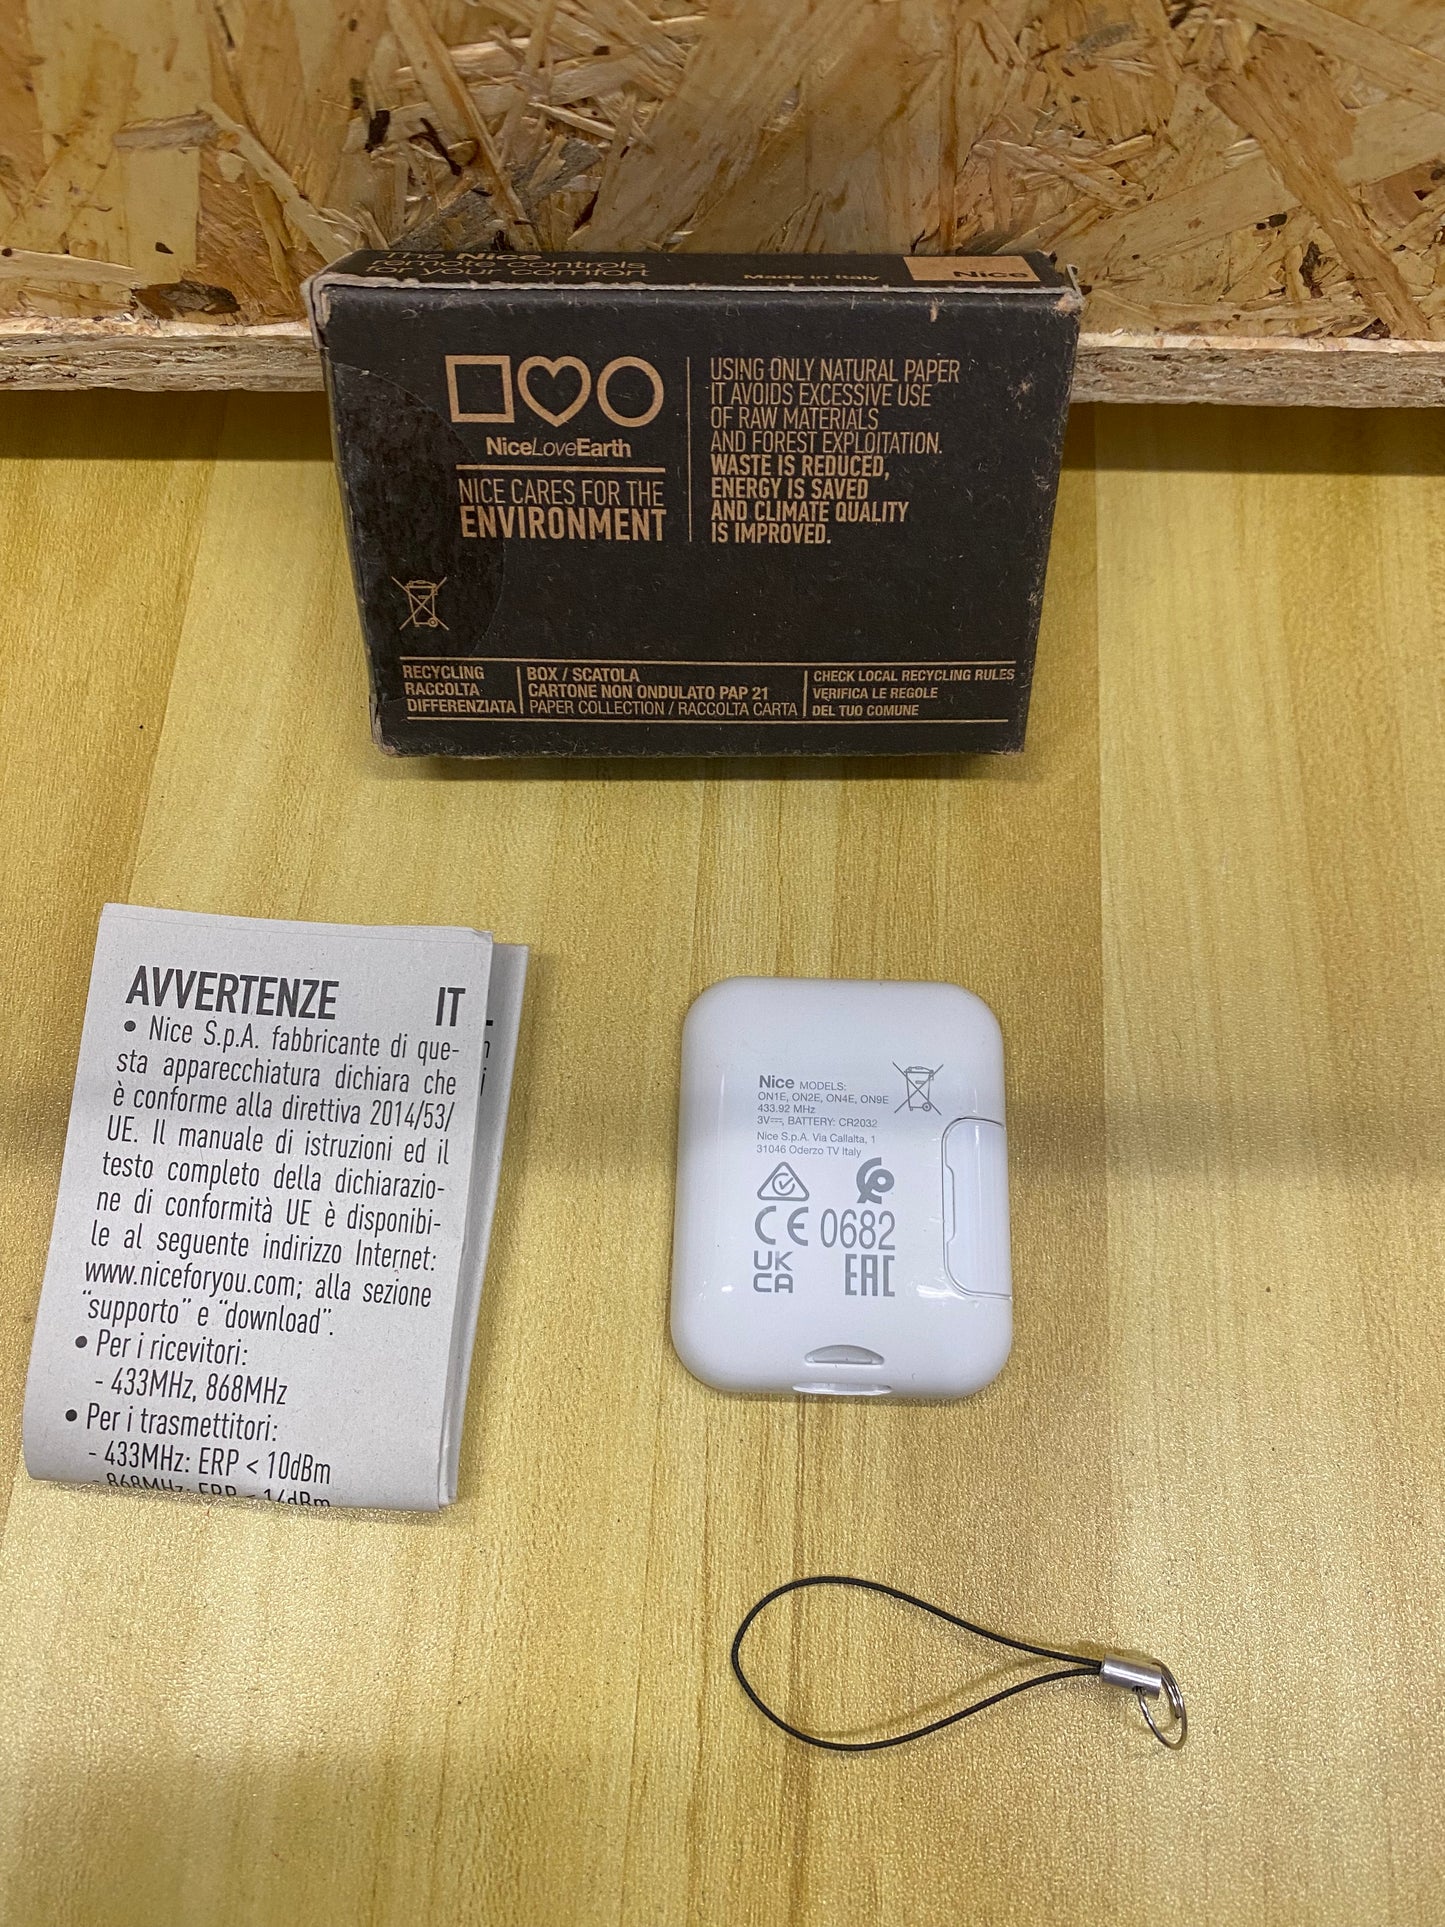 The Nice
remote controls
for your comfort
Made in Italy
Nice
NiceLoveEarth
NICE CARES FOR THE
ENVIRONMENT
USING ONLY NATURAL PAPER
IT AVOIDS EXCESSIVE USE
OF RAW MATERIALS
AND FOREST EXPLOITATION.
WASTE IS REDUCED,
ENERGY IS SAVED
AND CLIMATE QUALITY
IS IMPROVED.
RECYCLING
RACCOLTA
DIFFERENZIATA
BOX / SCATOLA
CARTONE NON ONDULATO PAP 21
PAPER COLLECTION / RACCOLTA CARTA
CHECK LOCAL RECYCLING RULES
VERIFICA LE REGOLE
DEL TUO COMUNE
AVVERTENZE IT
• Nice S.p.A. fabbricante di que-
sta apparecchiatura dichiara che
è conforme alla direttiva 2014/53/
UE. Il manuale di istruzioni ed il
testo completo della dichiarazio-
ne di conformità UE è disponibi-
le al seguente indirizzo Internet:
www.niceforyou.com; alla sezione
“supporto” e “download”.
• Per i ricevitori:
- 433MHz, 868MHz
• Per i trasmettitori:
- 433MHz: ERP < 10dBm
- 868MHz: ERP < 14dBm
Nice MODELS:
ON1E, ON2E, ON4E, ON9E
433.92 MHz
3V⎓, BATTERY: CR2032
Nice S.p.A. Via Callalta, 1
31046 Oderzo TV Italy
CE 0682
UK
CA
EAC